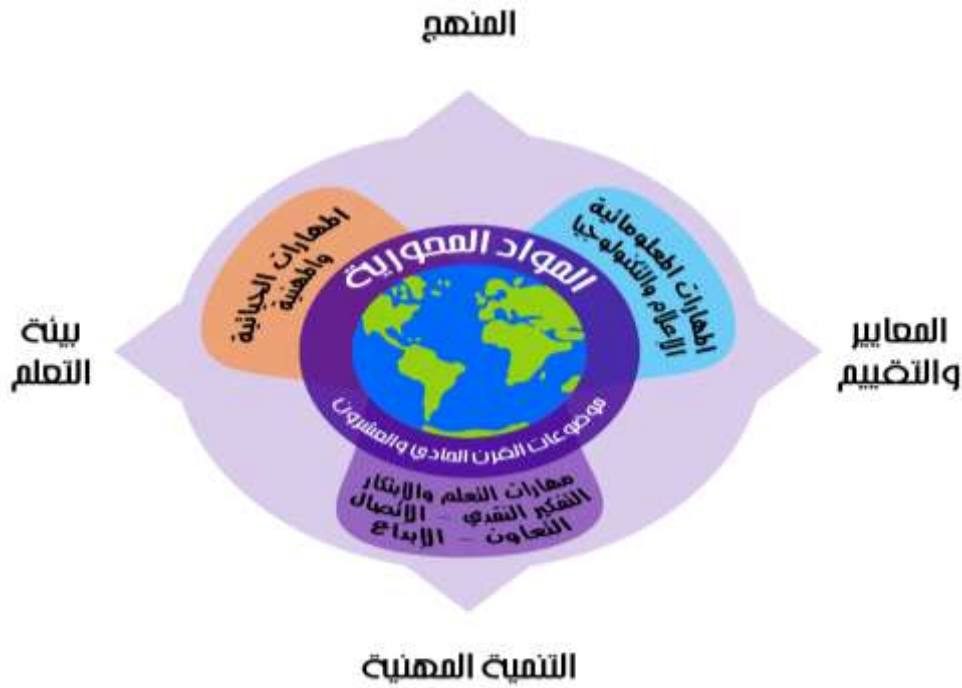 المنهج
المهارات المعلوماتية
الإعلام والتكنولوجيا
المهارات الحياتية
والمهنية
المواد المحورية
المعايير
والتقييم
بيئة
التعلم
موضوعات القرن الحادي والعشرون
مهارات التعلم والابتكار
التفكير النقدي - الاتصال
التعاون - الإبداع
التنمية المهنية